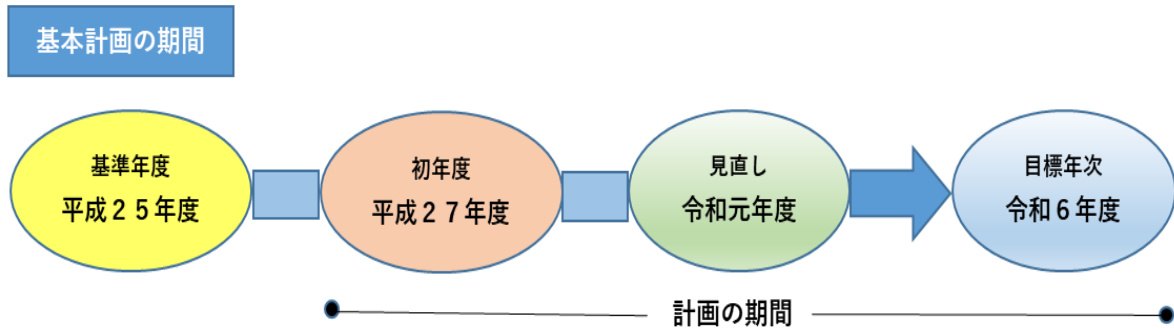 基本計画の期間
基準年度
平成２５年度
初年度
平成２７年度
見直し
令和元年度
目標年次
令和６年度
計画の期間